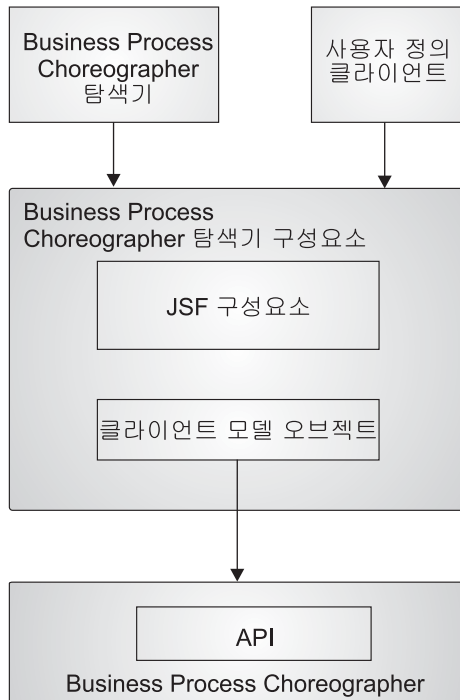 Business Process
Choreographer
탐색기
사용자 정의
클라이언트
Business Process
Choreographer 탐색기 구성요소
JSF 구성요소
클라이언트 모델 오브젝트
API
Business Process Choreographer